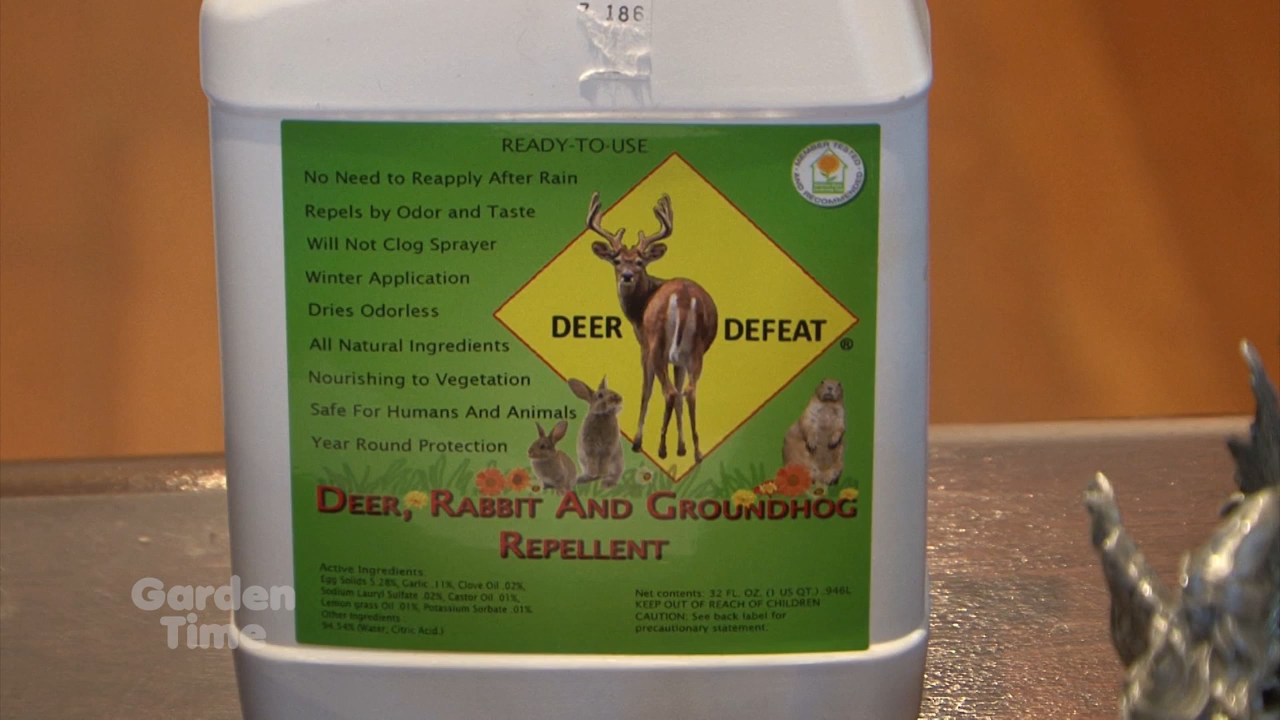 7 186
READY-TO-USE
MEMBER TESTED
AND RECOMMENDED
No Need to Reapply After Rain
Repels by Odor and Taste
Will Not Clog Sprayer
Winter Application
Dries Odorless
All Natural Ingredients
Nourishing to Vegetation
Safe For Humans And Animals
Year Round Protection
DEER DEFEAT ®
DEER, RABBIT AND GROUNDHOG
REPELLENT
Active Ingredients:
Egg Solids 5.28%, Garlic .11%, Clove Oil .02%,
Sodium Lauryl Sulfate .02%, Castor Oil .01%,
Lemon grass Oil .01%, Potassium Sorbate .01%.
Other Ingredients
94.54% (Water, Citric Acid.)
Net contents: 32 FL. OZ. (1 US QT.) .946L
KEEP OUT OF REACH OF CHILDREN
CAUTION: See back label for
precautionary statement.
Garden
Time